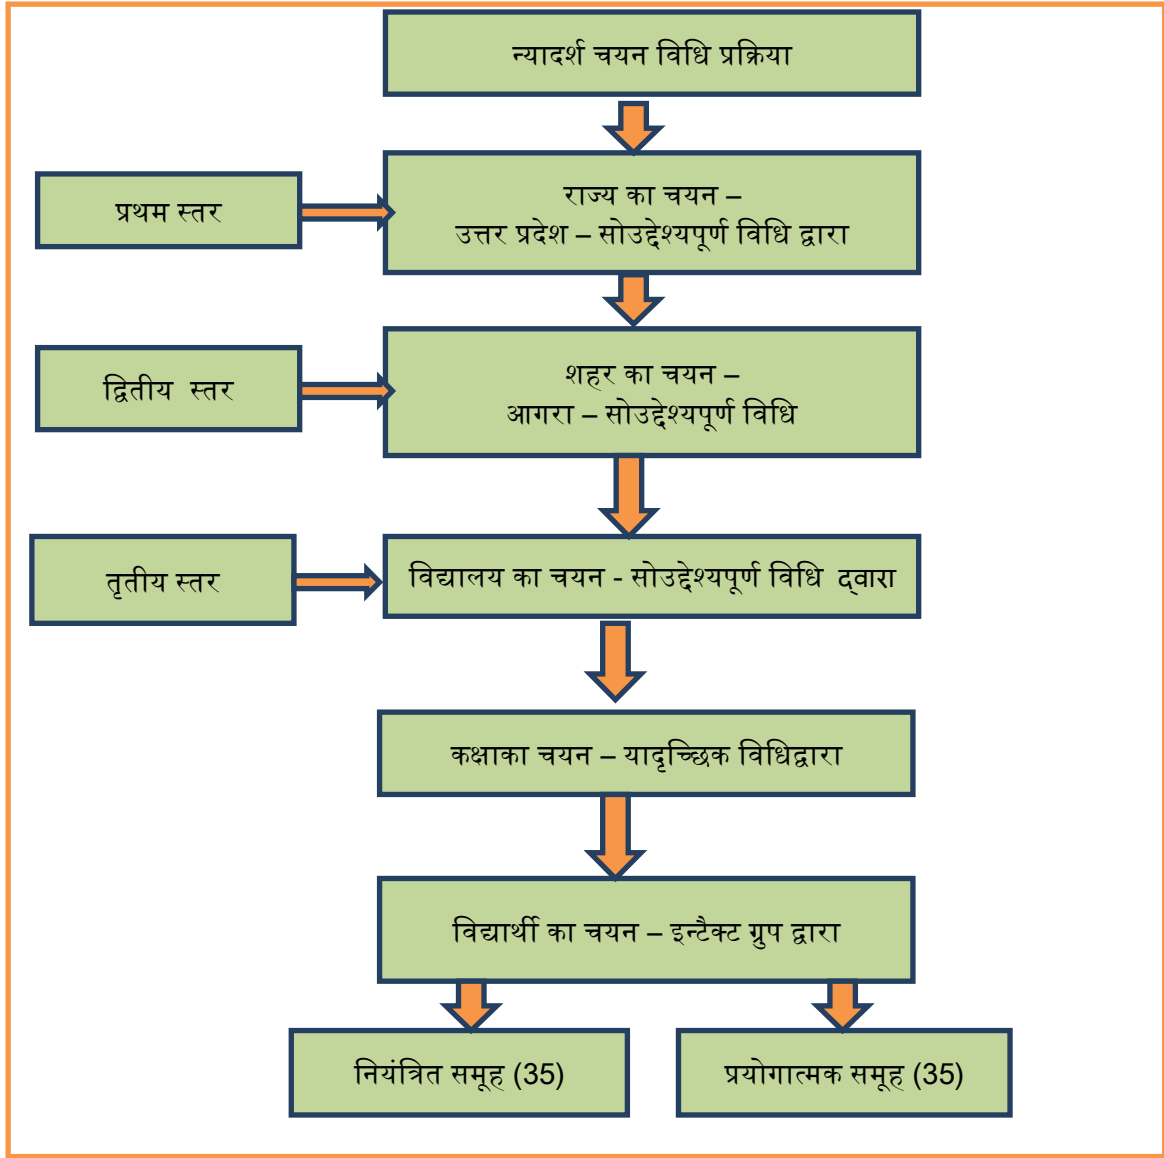 न्यादर्श चयन विधि प्रक्रिया
प्रथम स्तर
राज्य का चयन –
उत्तर प्रदेश – सोउद्देश्यपूर्ण विधि द्वारा
द्वितीय स्तर
शहर का चयन –
आगरा – सोउद्देश्यपूर्ण विधि
तृतीय स्तर
विद्यालय का चयन - सोउद्देश्यपूर्ण विधि द्वारा
कक्षाका चयन – यादृच्छिक विधिद्वारा
विद्यार्थी का चयन – इन्टैक्ट ग्रुप द्वारा
नियंत्रित समूह (35)
प्रयोगात्मक समूह (35)